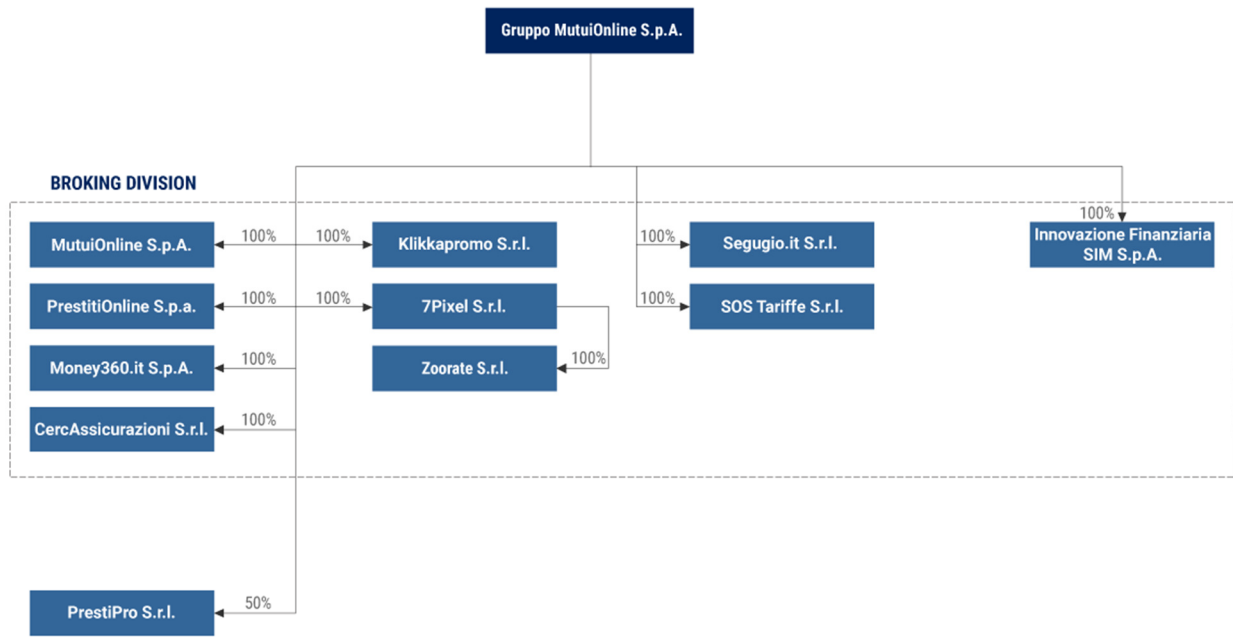 Gruppo MutuiOnline S.p.A.
BROKING DIVISION
100%
MutuiOnline S.p.A.
100%
100%
Klikkapromo S.r.l.
100%
Segugio.it S.r.l.
Innovazione Finanziaria
SIM S.p.A.
PrestitiOnline S.p.a.
100%
100%
7Pixel S.r.l.
100%
SOS Tariffe S.r.l.
Money360.it S.p.A.
100%
Zoorate S.r.l.
100%
CercAssicurazioni S.r.l.
100%
PrestiPro S.r.l.
50%